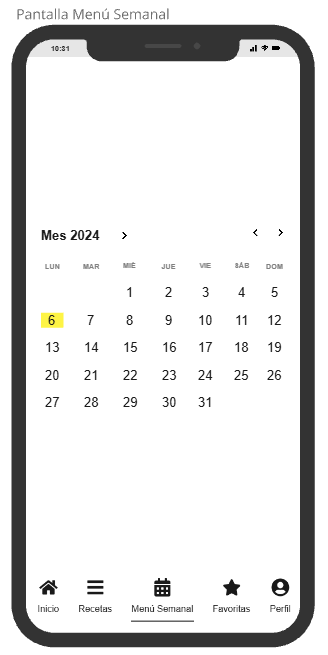 Pantalla Menú Semanal
10:31
Mes 2024
LUN MAR MIÉ JUE VIE SÁB DOM
1 2 3 4 5
6 7 8 9 10 11 12
13 14 15 16 17 18 19
20 21 22 23 24 25 26
27 28 29 30 31
Inicio Recetas Menú Semanal Favoritas Perfil